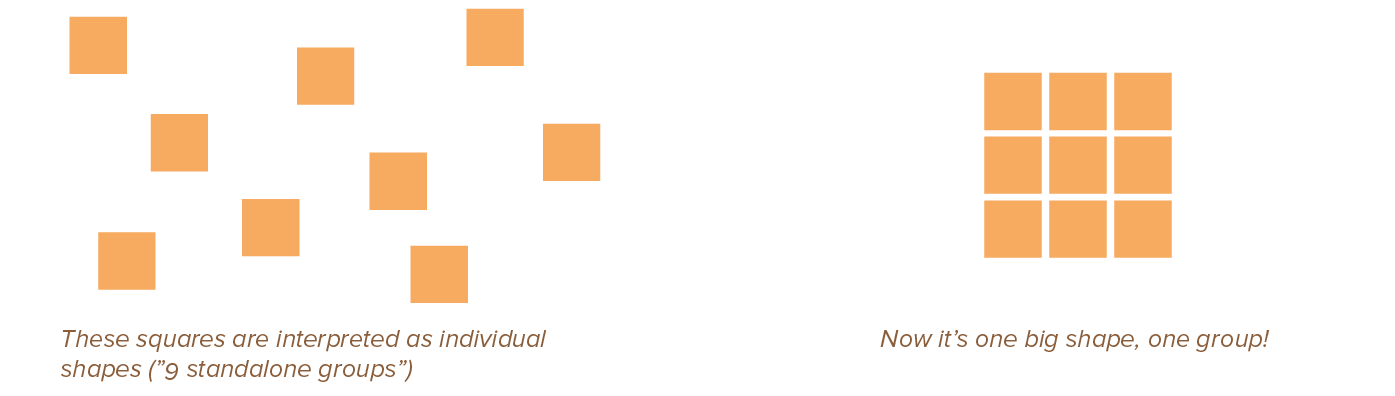 These squares are interpreted as individual
shapes (”9 standalone groups”)
Now it’s one big shape, one group!